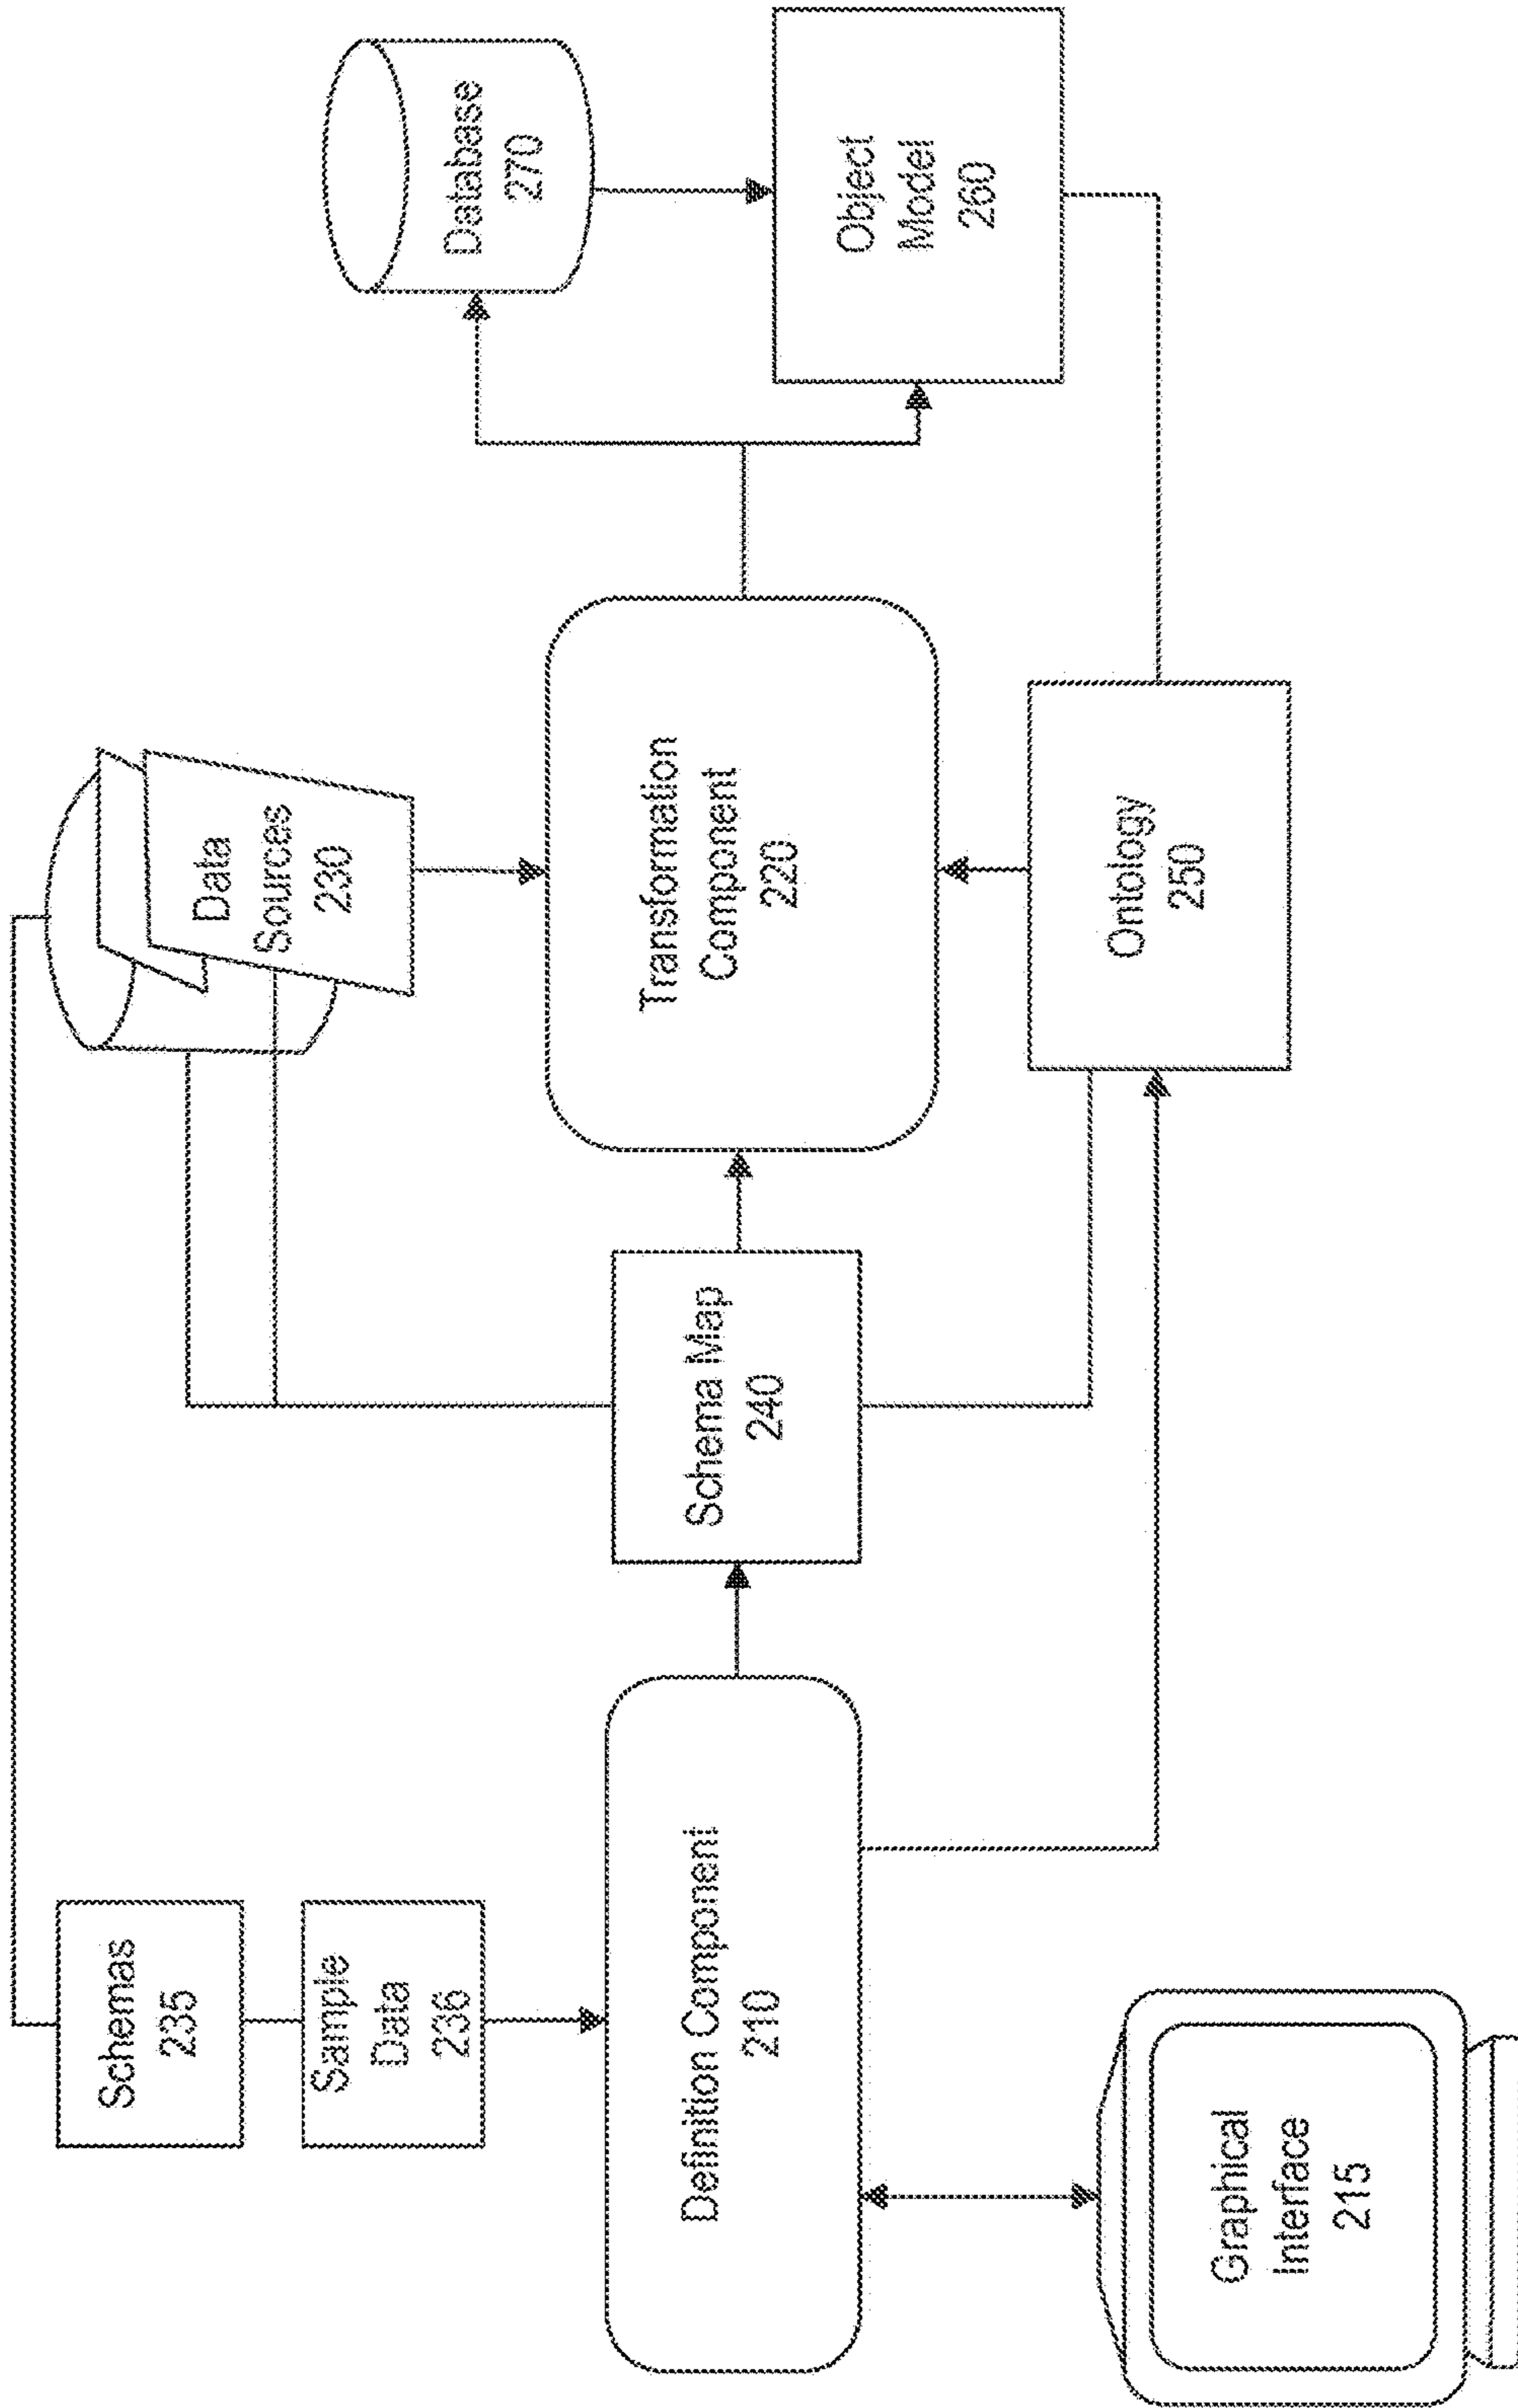 Schemas
235
Sample
Data
236
Definition Component
210
Graphical
Interface
215
Schema Map
240
Data
Sources
230
Transformation
Component
220
Ontology
250
Database
270
Object
Model
260